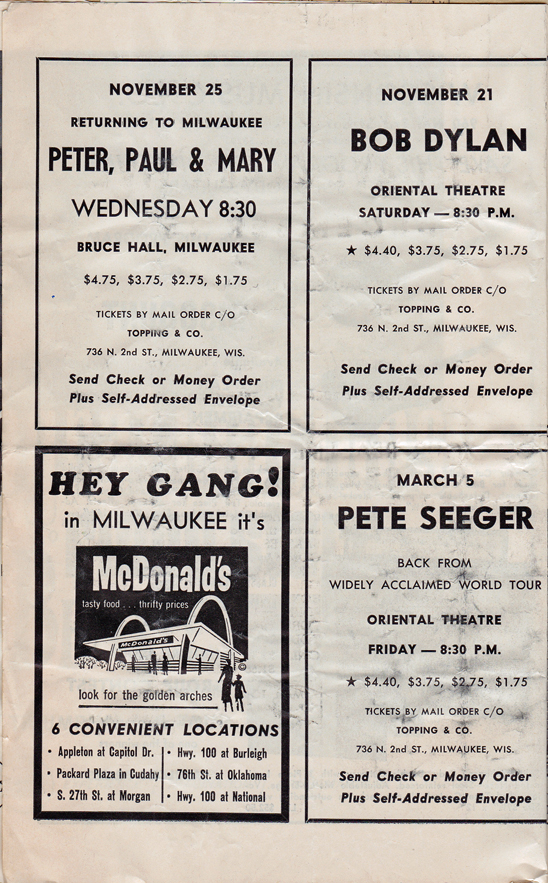 NOVEMBER 25
RETURNING TO MILWAUKEE
PETER, PAUL & MARY
WEDNESDAY 8:30
BRUCE HALL, MILWAUKEE
$4.75, $3.75, $2.75, $1.75
TICKETS BY MAIL ORDER C/O
TOPPING & CO.
736 N. 2nd ST., MILWAUKEE, WIS.
Send Check or Money Order
Plus Self-Addressed Envelope
NOVEMBER 21
BOB DYLAN
ORIENTAL THEATRE
SATURDAY — 8:30 P.M.
★ $4.40, $3.75, $2.75, $1.75
TICKETS BY MAIL ORDER C/O
TOPPING & CO.
736 N. 2nd ST., MILWAUKEE, WIS.
Send Check or Money Order
Plus Self-Addressed Envelope
HEY GANG!
in MILWAUKEE it's
McDonald's
tasty food . . . thrifty prices
McDonald's
©
look for the golden arches
6 CONVENIENT LOCATIONS
• Appleton at Capitol Dr.
• Packard Plaza in Cudahy
• S. 27th St. at Morgan
• Hwy. 100 at Burleigh
• 76th St. at Oklahoma
• Hwy. 100 at National
MARCH 5
PETE SEEGER
BACK FROM
WIDELY ACCLAIMED WORLD TOUR
ORIENTAL THEATRE
FRIDAY — 8:30 P.M.
★ $4.40, $3.75, $2.75, $1.75
TICKETS BY MAIL ORDER C/O
TOPPING & CO.
736 N. 2nd ST., MILWAUKEE, WIS.
Send Check or Money Order
Plus Self-Addressed Envelope